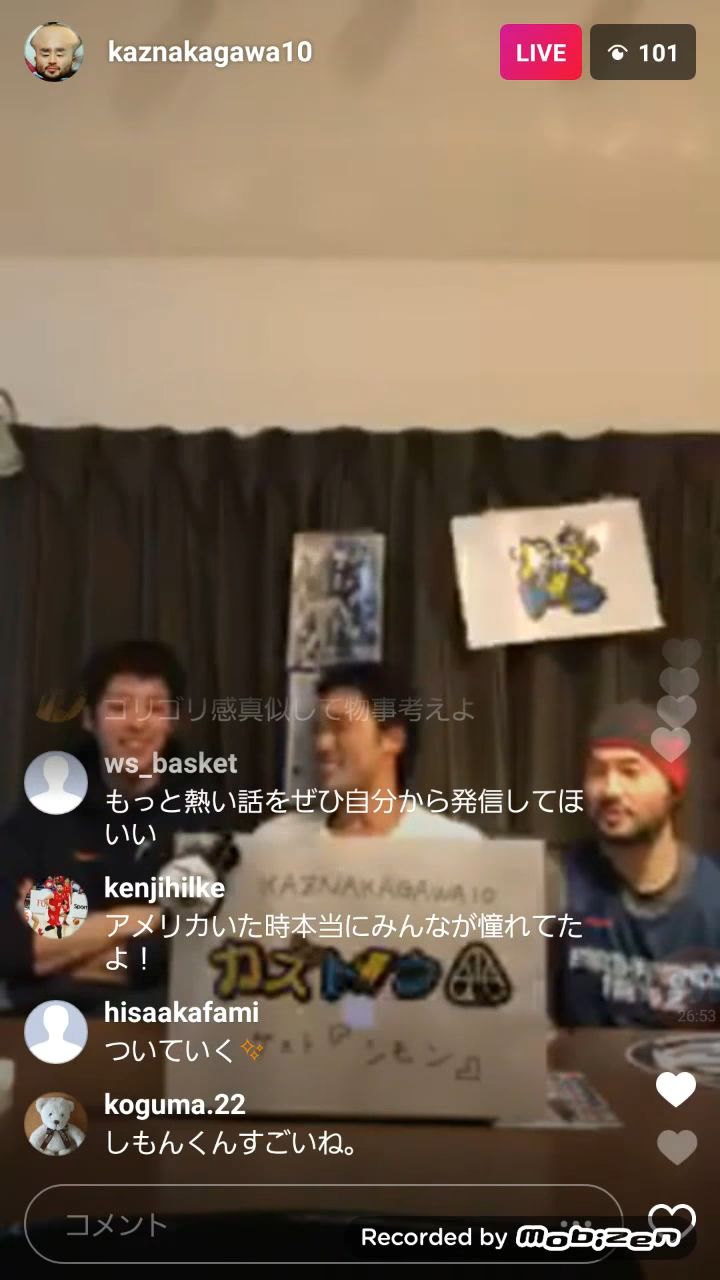 kaznakagawa10
LIVE
101
ゴリゴリ感真似して物事考えよ
ws_basket
もっと熱い話をぜひ自分から発信してほ
いい
kenjihilke
アメリカいた時本当にみんなが憧れてた
よ！
hisaakafami
ついていく✨
koguma.22
しもんくんすごいね。
KAZNAKAGAWA10
カズトーク
ゲスト『シモン』
26:53
コメント
Recorded by mobizen